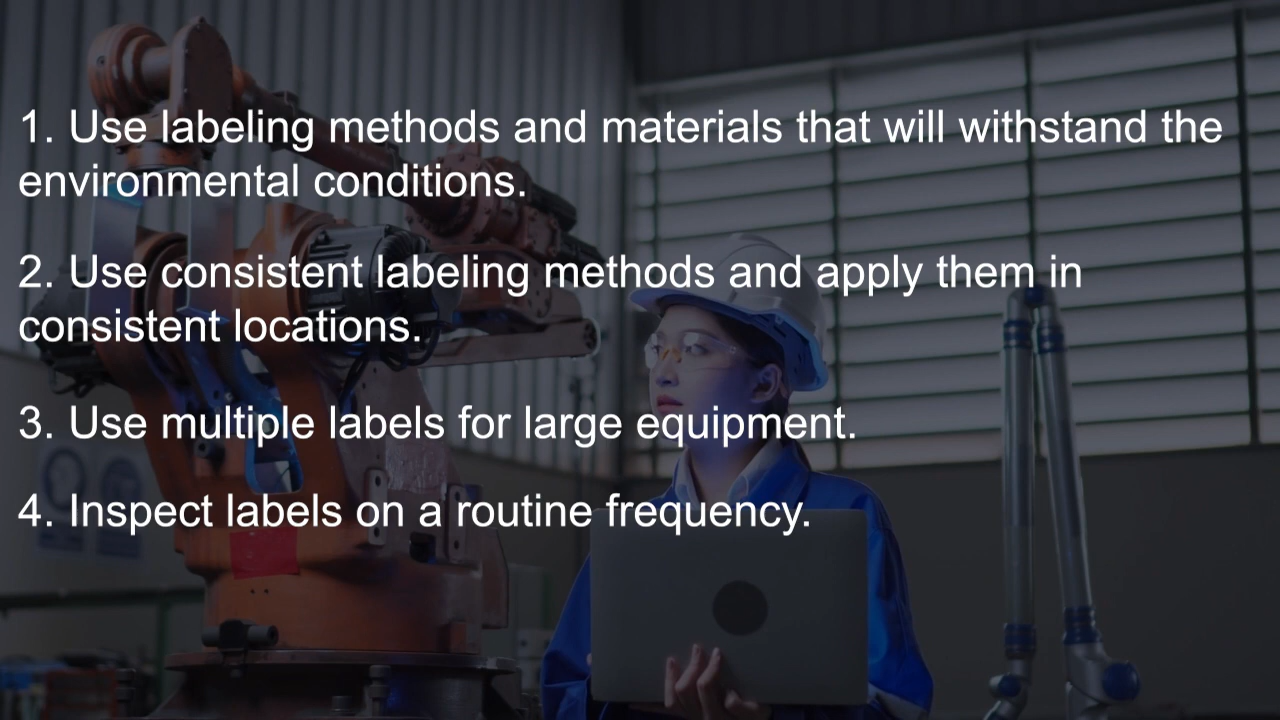 1. Use labeling methods and materials that will withstand the
environmental conditions.
2. Use consistent labeling methods and apply them in
consistent locations.
3. Use multiple labels for large equipment.
4. Inspect labels on a routine frequency.